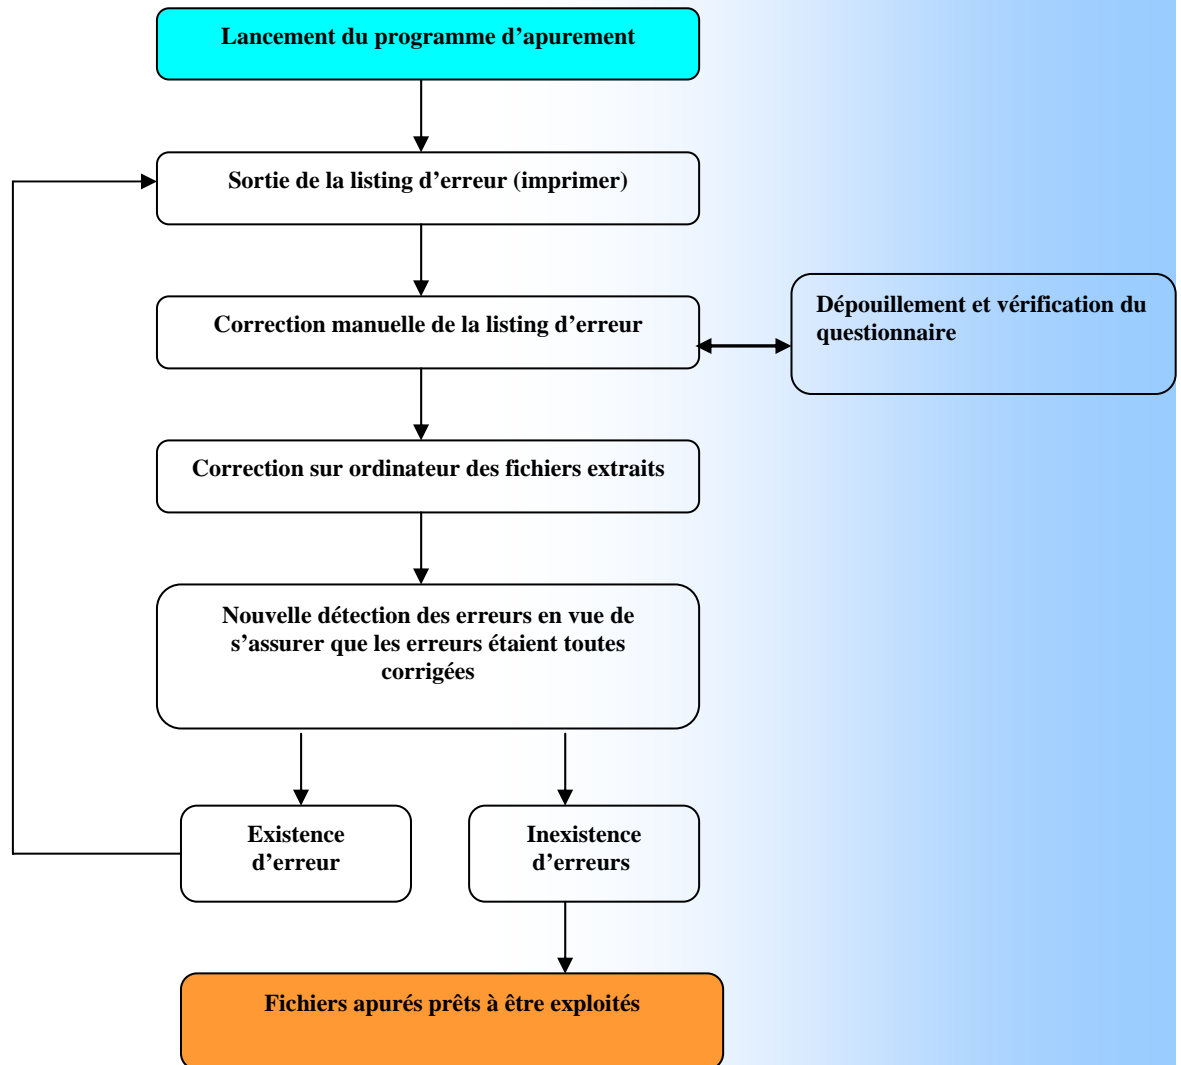 Lancement du programme d’apurement
Sortie de la listing d’erreur (imprimer)
Correction manuelle de la listing d’erreur
Dépouillement et vérification du
questionnaire
Correction sur ordinateur des fichiers extraits
Nouvelle détection des erreurs en vue de
s’assurer que les erreurs étaient toutes
corrigées
Existence
d’erreur
Inexistence
d’erreurs
Fichiers apurés prêts à être exploités